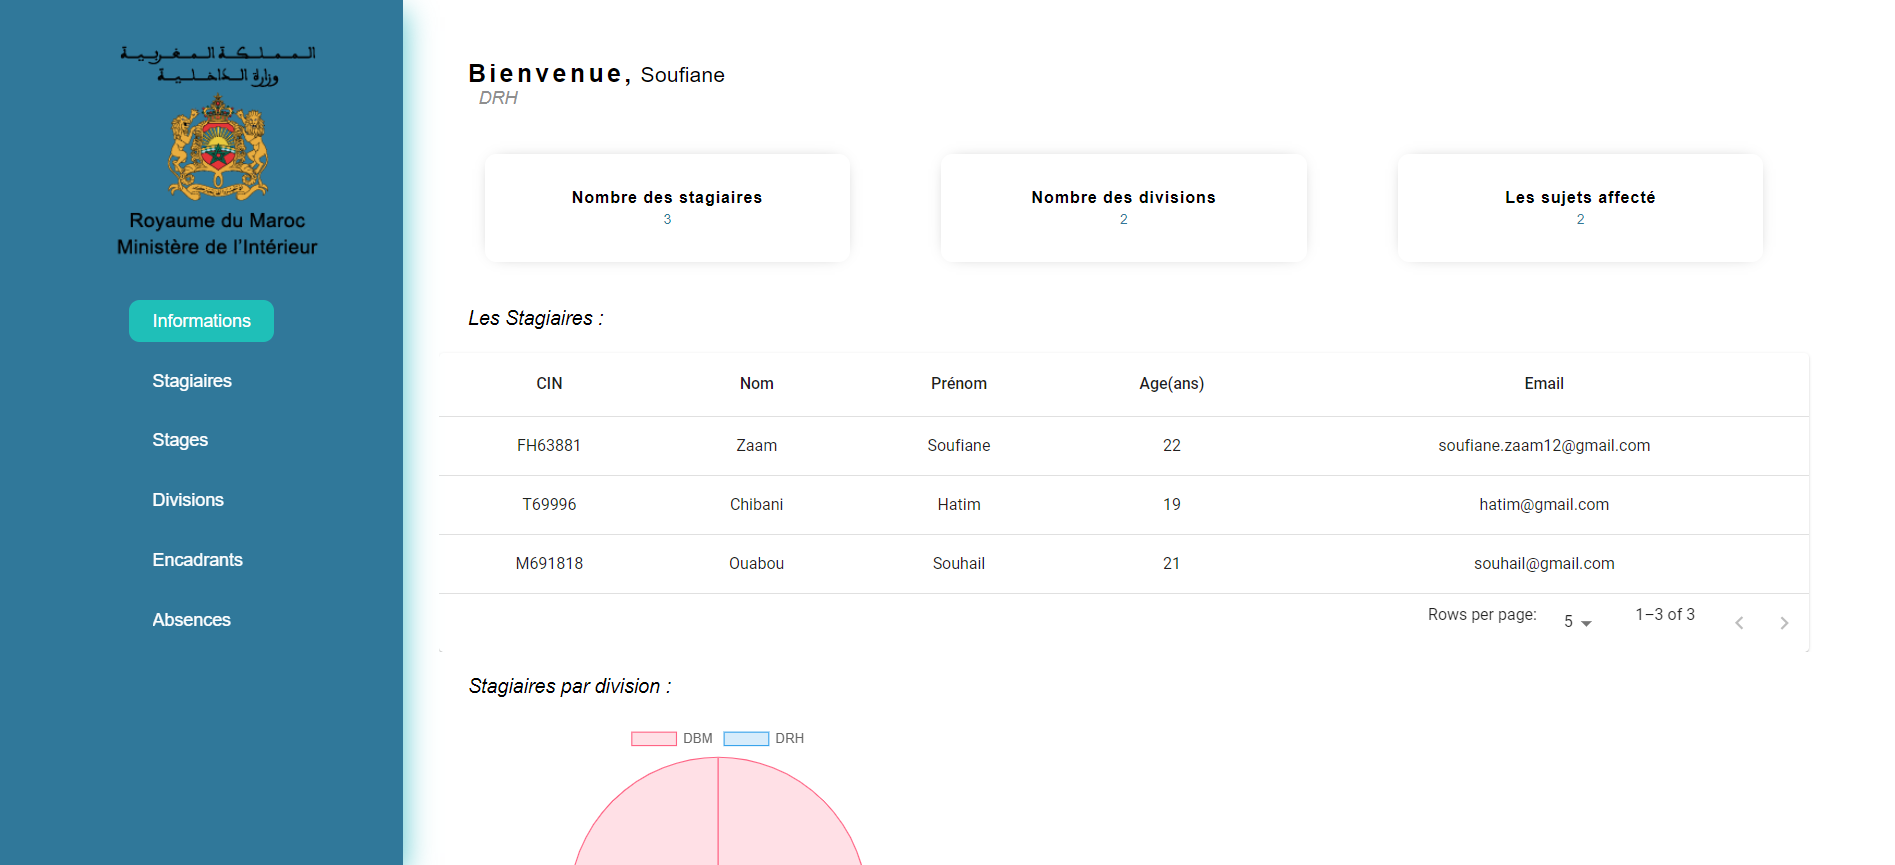 المملكة المغربية
وزارة الداخلية
Royaume du Maroc
Ministère de l'Intérieur
Informations
Stagiaires
Stages
Divisions
Encadrants
Absences
Bienvenue, Soufiane
DRH
Nombre des stagiaires
3
Nombre des divisions
2
Les sujets affecté
2
Les Stagiaires :
CIN Nom Prénom Age(ans) Email
FH63881 Zaam Soufiane 22 soufiane.zaam12@gmail.com
T69996 Chibani Hatim 19 hatim@gmail.com
M691818 Ouabou Souhail 21 souhail@gmail.com
Rows per page: 5 1–3 of 3
Stagiaires par division :
DBM DRH